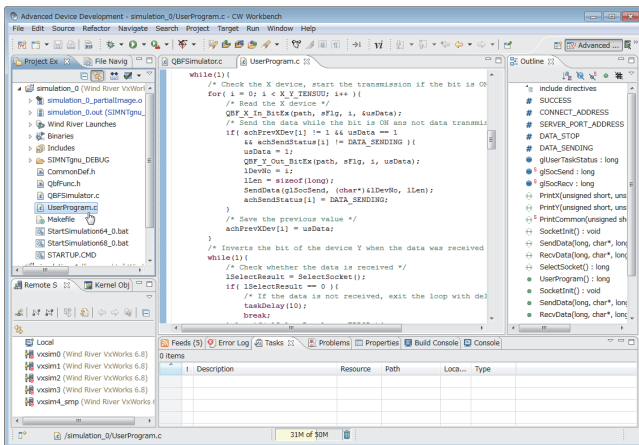 Advanced Device Development - simulation_0/UserProgram.c - CW Workbench
File Edit Source Refactor Navigate Search Project Target Run Window Help
Advanced ...
Project Ex
File Navig
simulation_0 (Wind River VxWor
simulation_0_partialImage.o
simulation_0.out (SIMNTgnu_
Wind River Launches
Binaries
Includes
SIMNTgnu_DEBUG
CommonDef.h
QbfFunc.h
QBFSimulator.c
UserProgram.c
Makefile
StartSimulation64_0.bat
StartSimulation68_0.bat
STARTUP.CMD
Remote S
Kernel Obj
Local
vxsim0 (Wind River VxWorks 6.8)
vxsim1 (Wind River VxWorks 6.8)
vxsim2 (Wind River VxWorks 6.8)
vxsim3 (Wind River VxWorks 6.8)
vxsim4_smp (Wind River VxWorks
QBFSimulator.c
UserProgram.c
while(1){
/* Check the X device, start the transmission if the bit is ON
for( i = 0; i < X_Y_TENSUU; i++ ){
/* Read the X device */
QBF_X_In_BitEx(path, sFlg, i, &usData);
/* Send the data while the bit is ON ans not data transmis
if( achPrevXDev[i] != 1 && usData == 1
&& achSendStatus[i] != DATA_SENDING ){
usData = 1;
QBF_Y_Out_BitEx(path, sFlg, i, usData);
lDevNo = i;
lLen = sizeof(long);
SendData(glSocSend, (char*)&lDevNo, lLen);
achSendStatus[i] = DATA_SENDING;
}
/* Save the previous value */
achPrevXDev[i] = usData;
}
/* Inverts the bit of the device Y when the data was received
while(1){
/* Check whether the data is received */
lSelectResult = SelectSocket();
if( lSelectResult == 0 ){
/* If the data is not received, exit the loop with del
taskDelay(10);
break;
Outline
include directives
SUCCESS
CONNECT_ADDRESS
SERVER_PORT_ADDRESS
DATA_STOP
DATA_SENDING
glUserTaskStatus : long
glSocSend : long
glSocRecv : long
PrintX(unsigned short, uns
PrintY(unsigned short, uns
PrintCommon(unsigned sh
SocketInit() : void
SendData(long, char*, long
RecvData(long, char*, long
SelectSocket() : long
SocketInit() : void
SendData(long, char*, long
RecvData(long, char*, long
Feeds (5)
Error Log
Tasks
Problems
Properties
Build Console
Console
0 items
! Description Resource Path Loca... Type
/simulation_0/UserProgram.c
31M of 50M